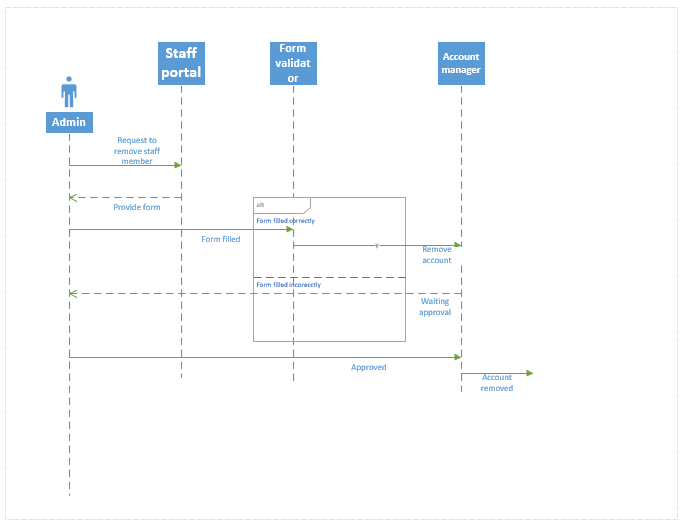 Staff
portal
Form
validat
or
Account
manager
Admin
Request to
remove staff
member
Provide form
alt
Form filled correctly
Form filled
Remove
account
Form filled incorecctly
Waiting
approval
Approved
Account
removed